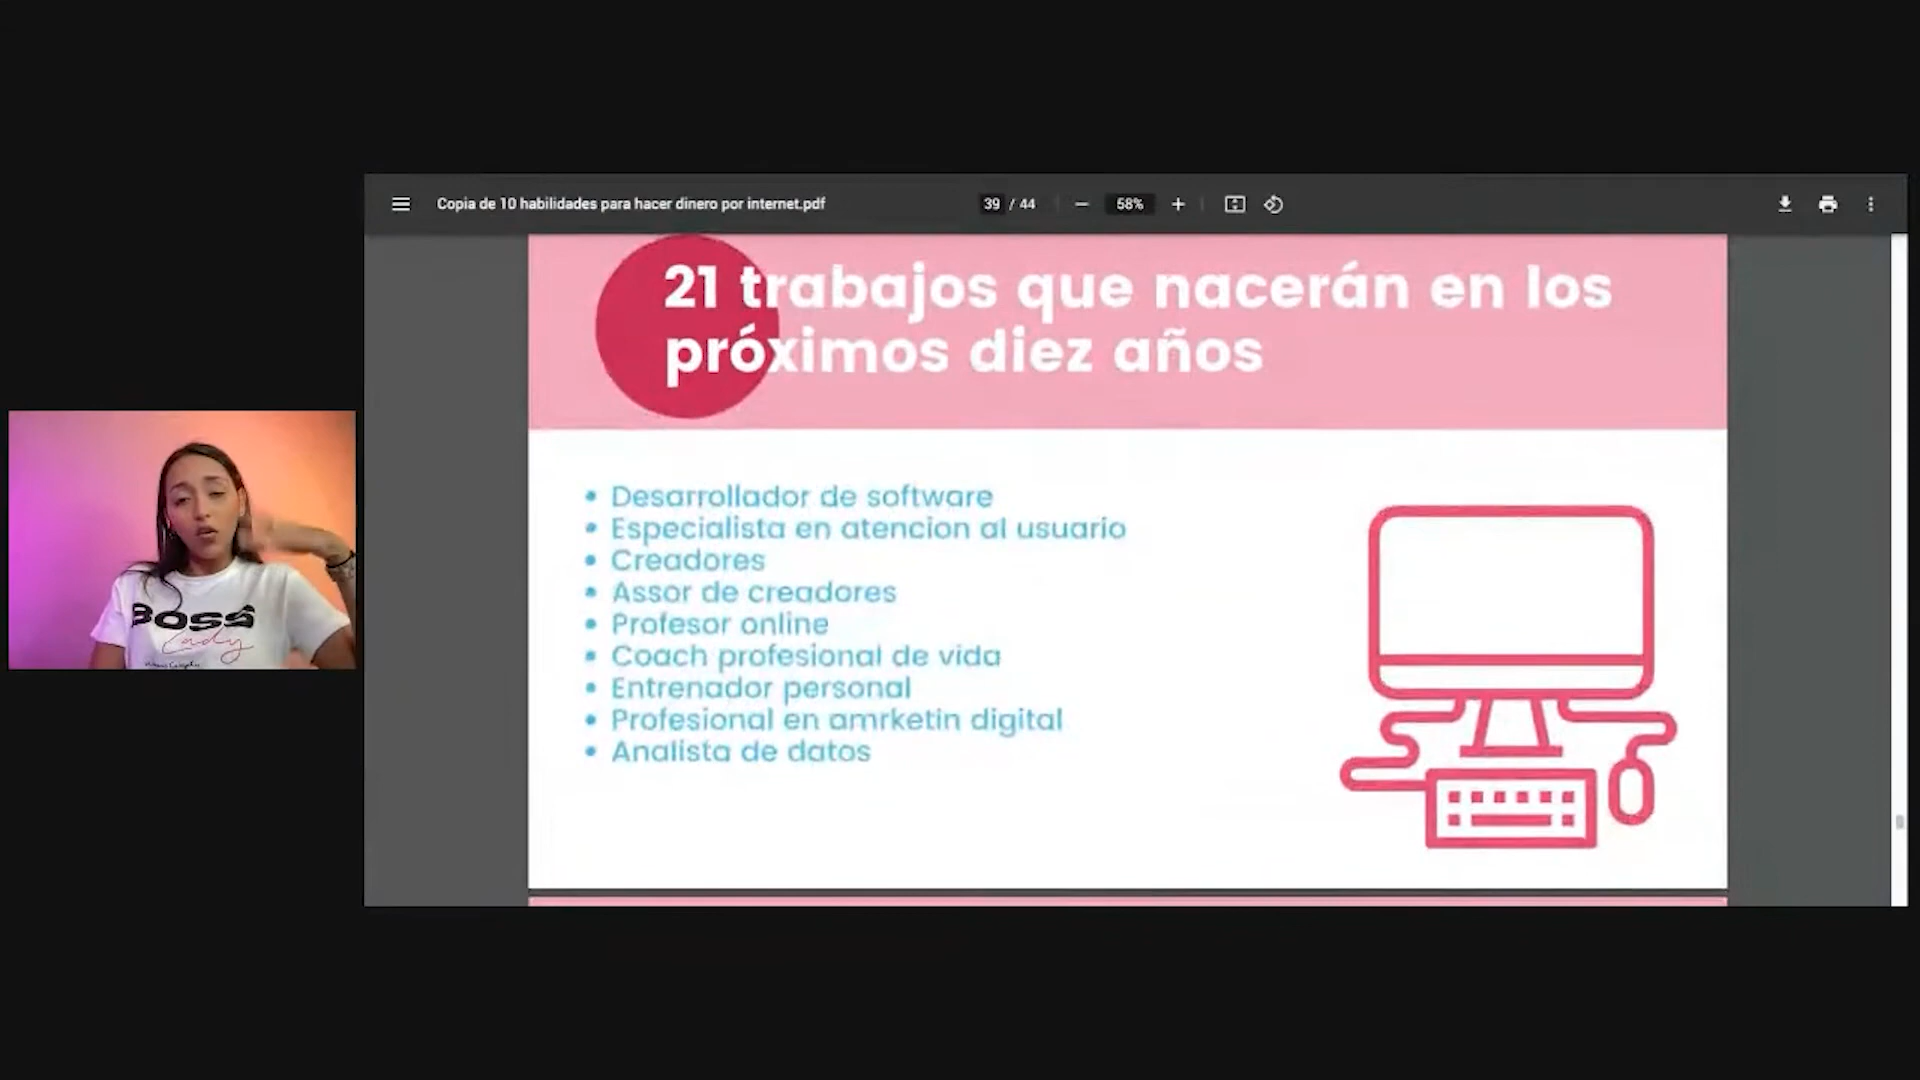 Copia de 10 habilidades para hacer dinero por internet.pdf
39 / 44
58%
21 trabajos que nacerán en los
próximos diez años
Desarrollador de software
Especialista en atencion al usuario
Creadores
Assor de creadores
Profesor online
Coach profesional de vida
Entrenador personal
Profesional en amrketin digital
Analista de datos
BOSS
Lady